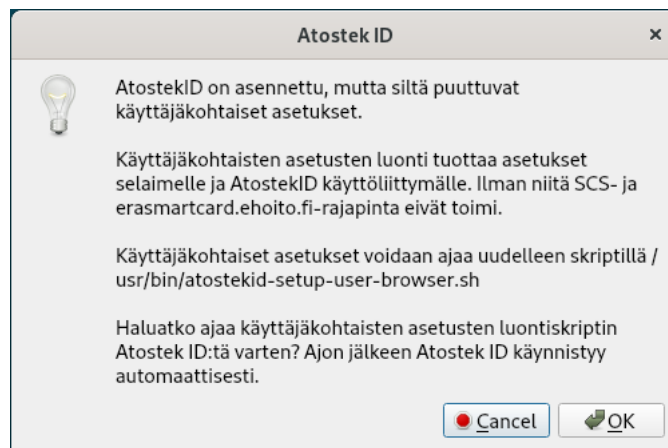 Atostek ID
AtostekID on asennettu, mutta siltä puuttuvat
käyttäjäkohtaiset asetukset.
Käyttäjäkohtaisten asetusten luonti tuottaa asetukset
selaimelle ja AtostekID käyttöliittymälle. Ilman niitä SCS- ja
erasmartcard.ehoito.fi-rajapinta eivät toimi.
Käyttäjäkohtaiset asetukset voidaan ajaa uudelleen skriptillä /
usr/bin/atostekid-setup-user-browser.sh
Haluatko ajaa käyttäjäkohtaisten asetusten luontiskriptin
Atostek ID:tä varten? Ajon jälkeen Atostek ID käynnistyy
automaattisesti.
Cancel OK